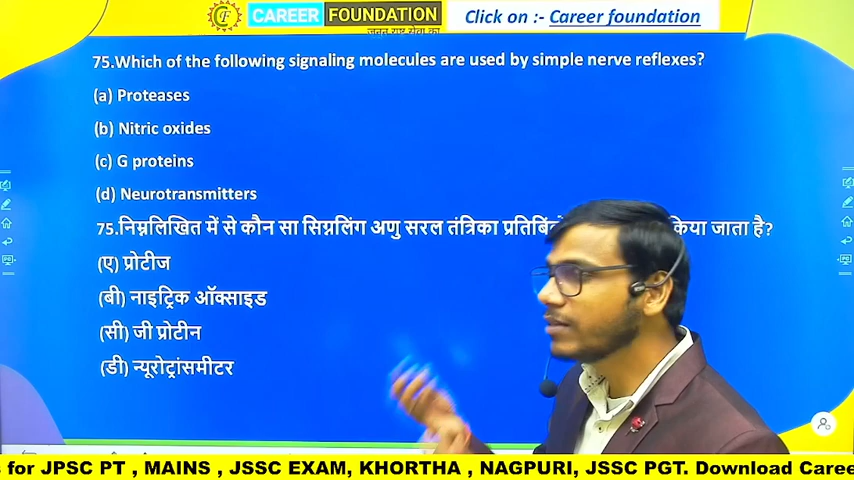 CAREER FOUNDATION
Click on :- Career foundation
75.Which of the following signaling molecules are used by simple nerve reflexes?
(a) Proteases
(b) Nitric oxides
(c) G proteins
(d) Neurotransmitters
75.निम्नलिखित में से कौन सा सिग्नलिंग अणु सरल तंत्रिका किया जाता है?
(ए) प्रोटीज
(बी) नाइट्रिक ऑक्साइड
(सी) जी प्रोटीन
(डी) न्यूरोट्रांसमीटर
for JPSC PT , MAINS , JSSC EXAM, KHORTHA , NAGPURI, JSSC PGT. Download